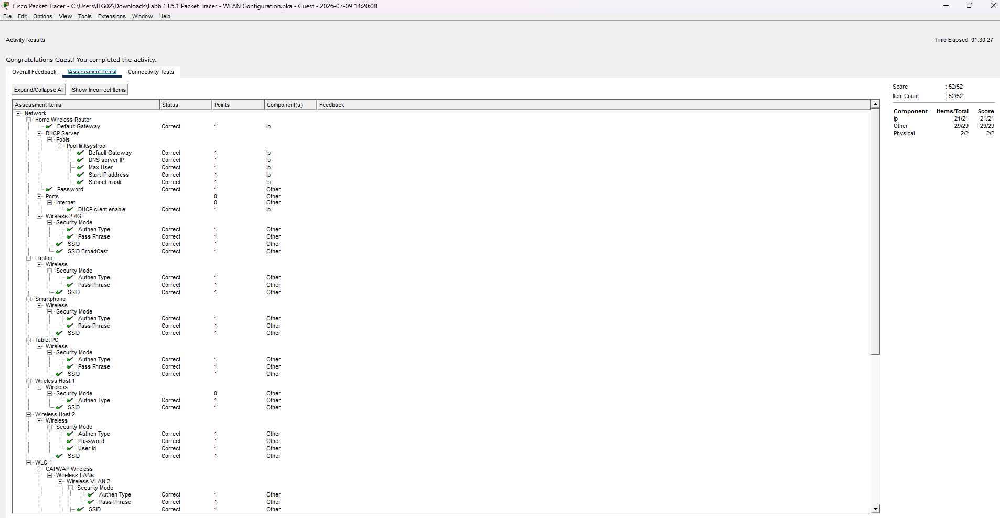 Cisco Packet Tracer - C:\Users\ITG02\Downloads\Lab6 13.5.1 Packet Tracer - WLAN Configuration.pka - Guest - 2026-07-09 14:20:08
File Edit Options View Tools Extensions Window Help
Activity Results
Time Elapsed: 01:30:27
Congratulations Guest! You completed the activity.
Overall Feedback Assessment Items Connectivity Tests
Expand/Collapse All Show Incorrect Items
Assessment Items Status Points Component(s) Feedback
Network
Home Wireless Router
Default Gateway Correct 1 Ip
DHCP Server
Pools
Pool linksysPool
Default Gateway Correct 1 Ip
DNS server IP Correct 1 Ip
Max User Correct 1 Ip
Start IP address Correct 1 Ip
Subnet mask Correct 1 Ip
Password Correct 1 Other
Ports 0 Other
Internet 0 Other
DHCP client enable Correct 1 Ip
Wireless 2.4G
Security Mode
Authen Type Correct 1 Other
Pass Phrase Correct 1 Other
SSID Correct 1 Other
SSID BroadCast Correct 1 Other
Laptop
Wireless
Security Mode
Authen Type Correct 1 Other
Pass Phrase Correct 1 Other
SSID Correct 1 Other
Smartphone
Wireless
Security Mode
Authen Type Correct 1 Other
Pass Phrase Correct 1 Other
SSID Correct 1 Other
Tablet PC
Wireless
Security Mode
Authen Type Correct 1 Other
Pass Phrase Correct 1 Other
SSID Correct 1 Other
Wireless Host 1
Wireless
Security Mode 0 Other
Authen Type Correct 1 Other
SSID Correct 1 Other
Wireless Host 2
Wireless
Security Mode
Authen Type Correct 1 Other
Password Correct 1 Other
User Id Correct 1 Other
SSID Correct 1 Other
WLC-1
CAPWAP Wireless
Wireless LANs
Wireless VLAN 2
Security Mode
Authen Type Correct 1 Other
Pass Phrase Correct 1 Other
SSID Correct 1 Other
Score : 52/52
Item Count : 52/52
Component Items/Total Score
Ip 21/21 21/21
Other 29/29 29/29
Physical 2/2 2/2